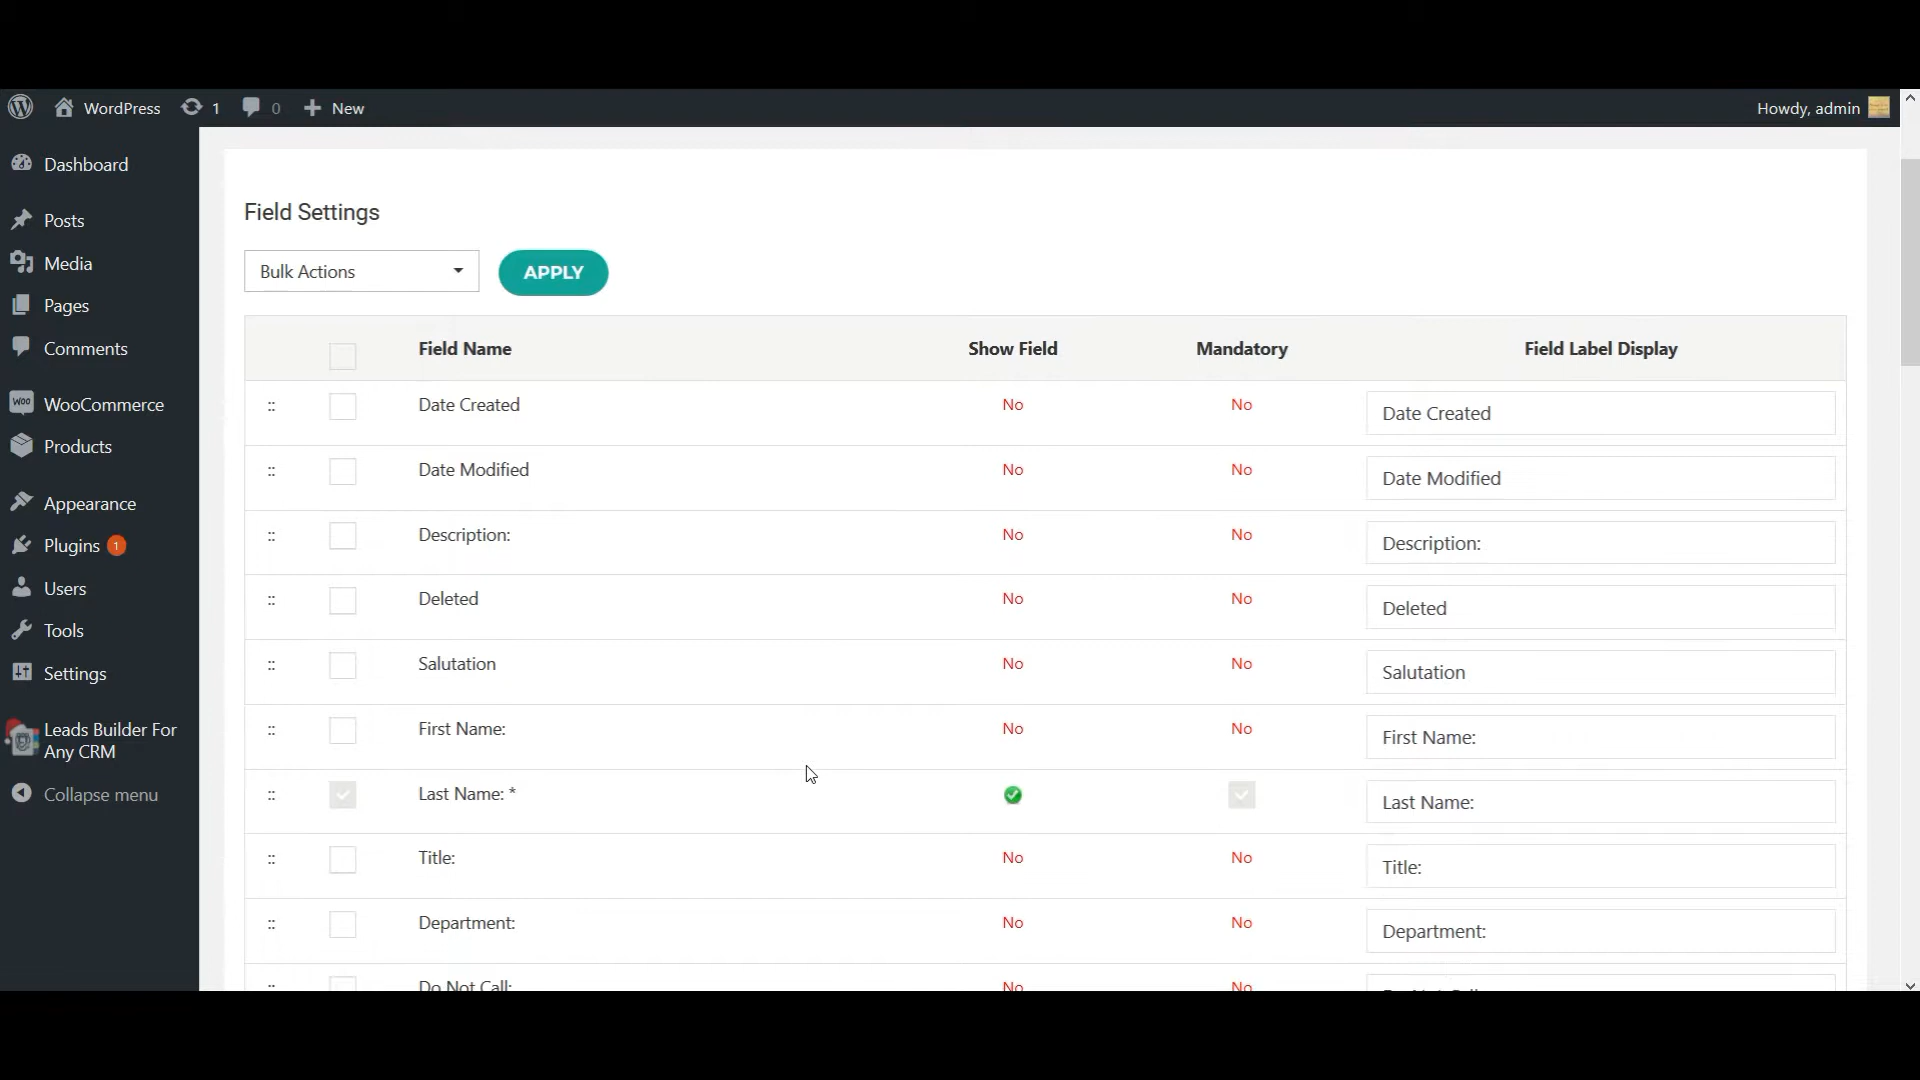 WordPress 1 0 New Howdy, admin
Dashboard
Posts
Media
Pages
Comments
WOO WooCommerce
Products
Appearance
Plugins 1
Users
Tools
Settings
Leads Builder For
Any CRM
Collapse menu
Field Settings
Bulk Actions APPLY
Field Name Show Field Mandatory Field Label Display
:: Date Created No No Date Created
:: Date Modified No No Date Modified
:: Description: No No Description:
:: Deleted No No Deleted
:: Salutation No No Salutation
:: First Name: No No First Name:
:: Last Name: * Last Name:
:: Title: No No Title:
:: Department: No No Department:
:: Do Not Call: No No